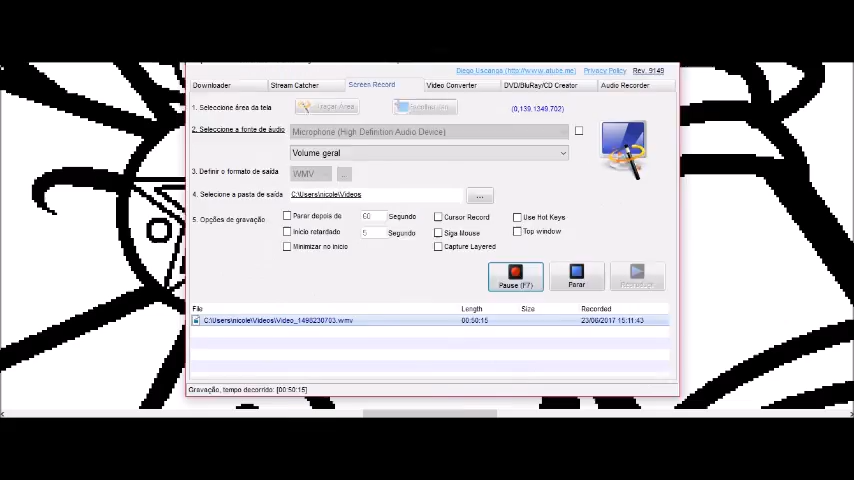 Diego Uscanga (http://www.atube.me) Privacy Policy Rev. 9149
Downloader Stream Catcher Screen Record Video Converter DVD/BluRay/CD Creator Audio Recorder
1. Seleccione área da tela Traçar Área (0,139,1349,702)
2. Seleccione a fonte de áudio Microphone (High Definition Audio Device)
Volume geral
3. Definir o formato de saída WMV ...
4. Selecione a pasta de saída C:\Users\nicole\Videos ...
5. Opções de gravação Parar depois de 60 Segundo Cursor Record Use Hot Keys
Início retardado 5 Segundo Siga Mouse Top window
Minimizar no início Capture Layered
Pause (F7) Parar Reproduzir
File Length Size Recorded
C:\Users\nicole\Videos\Video_1498230703.wmv 00:50:15 23/06/2017 15:11:43
Gravação, tempo decorrido: [00:50:15]